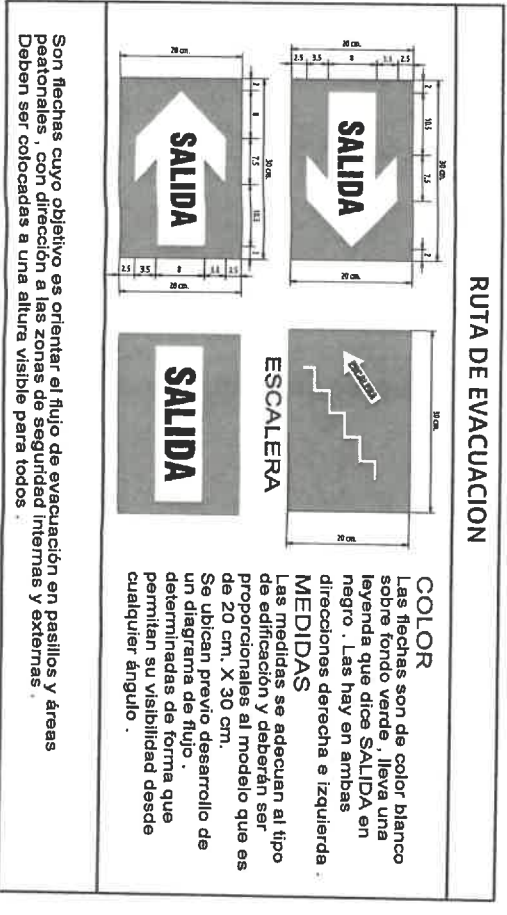 RUTA DE EVACUACION
30 cm.
2
10.5
7.5
2
20 cm.
2.5
3.5
8
2.5
SALIDA
20 cm.
30 cm.
20 cm.
ESCALERA
ESCALERA
30 cm.
2
8
7.5
10.5
2
20 cm.
SALIDA
2.5
3.5
8
2.5
20 cm.
SALIDA
COLOR
Las flechas son de color blanco
sobre fondo verde , lleva una
leyenda que dice SALIDA en
negro . Las hay en ambas
direcciones derecha e izquierda .
MEDIDAS
Las medidas se adecuan al tipo
de edificación y deberán ser
proporcionales al modelo que es
de 20 cm. X 30 cm.
Se ubican previo desarrollo de
un diagrama de flujo .
determinadas de forma que
permitan su visibilidad desde
cualquier ángulo .
Son flechas cuyo objetivo es orientar el flujo de evacuación en pasillos y áreas
peatonales , con dirección a las zonas de seguridad internas y externas .
Deben ser colocadas a una altura visible para todos .